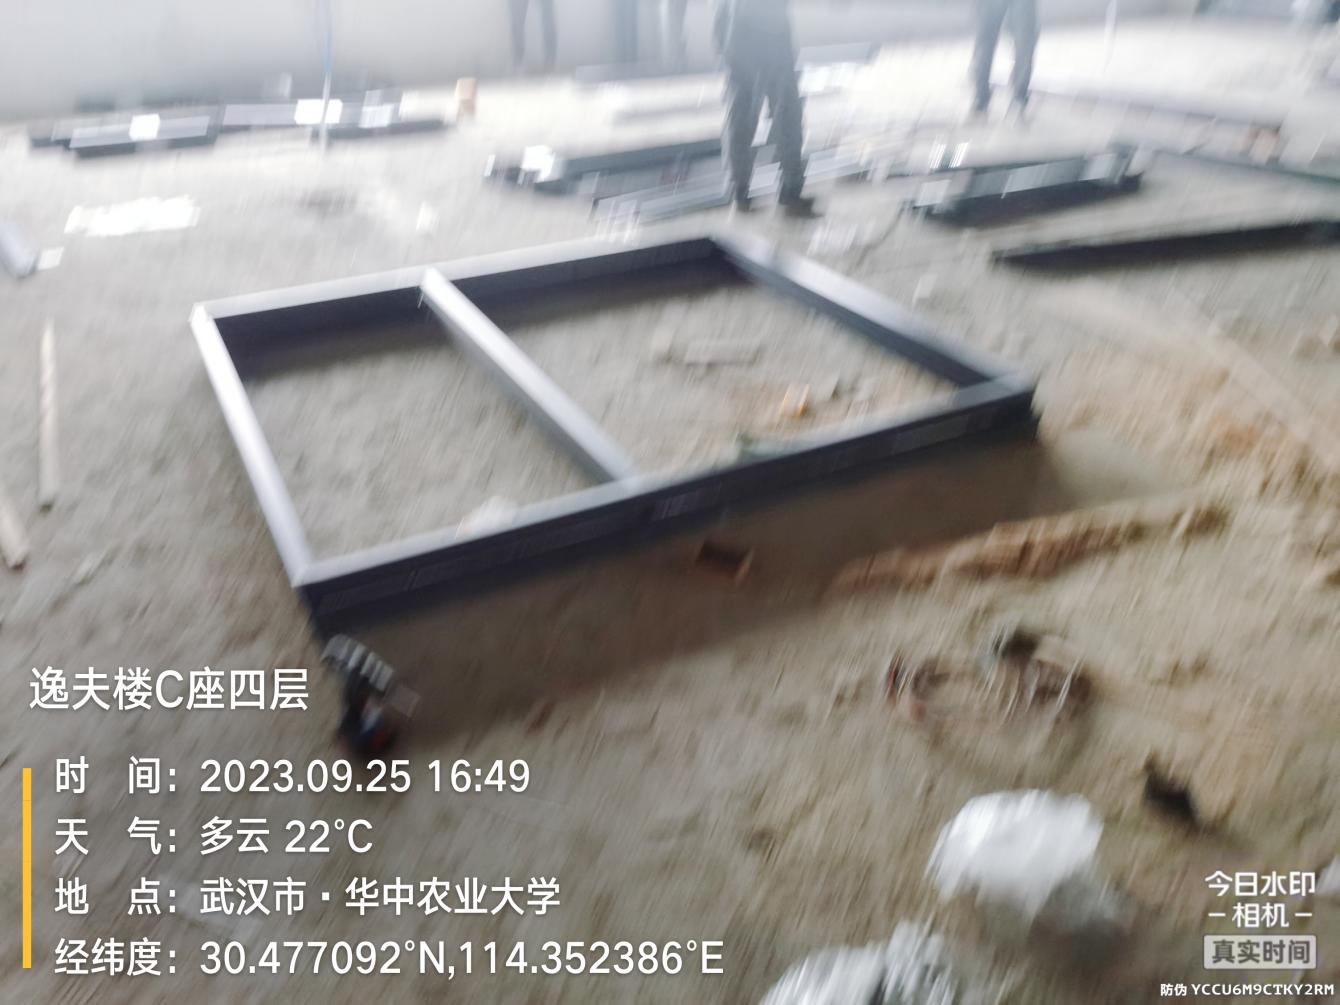 逸夫楼C座四层
时 间：2023.09.25 16:49
天 气：多云 22°C
地 点：武汉市·华中农业大学
经纬度：30.477092°N,114.352386°E
今日水印
-相机-
真实时间
防伪 YCCU6M9CTKY2RM